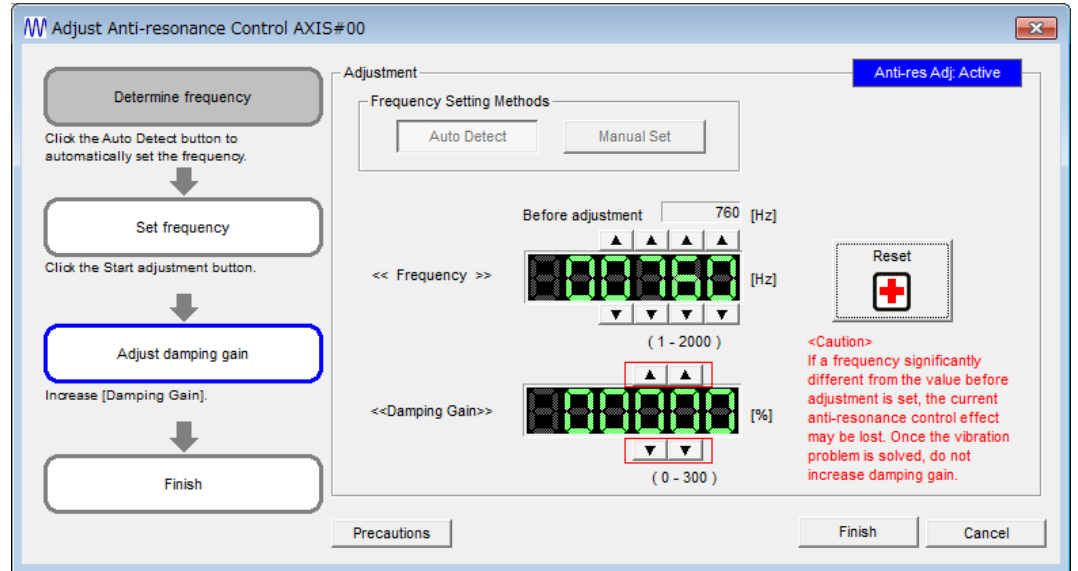 Adjust Anti-resonance Control AXIS#00
Determine frequency
Click the Auto Detect button to
automatically set the frequency.
Set frequency
Click the Start adjustment button.
Adjust damping gain
Increase [Damping Gain].
Finish
Adjustment
Anti-res Adj: Active
Frequency Setting Methods
Auto Detect
Manual Set
Before adjustment 760 [Hz]
<< Frequency >> 00760 [Hz]
( 1 - 2000 )
<<Damping Gain>> 00000 [%]
( 0 - 300 )
Reset
<Caution>
If a frequency significantly
different from the value before
adjustment is set, the current
anti-resonance control effect
may be lost. Once the vibration
problem is solved, do not
increase damping gain.
Precautions
Finish
Cancel